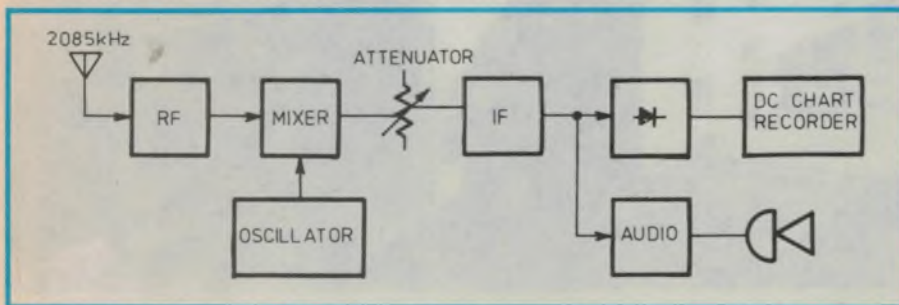 2085kHz
ATTENUATOR
RF
MIXER
IF
DC CHART
RECORDER
OSCILLATOR
AUDIO